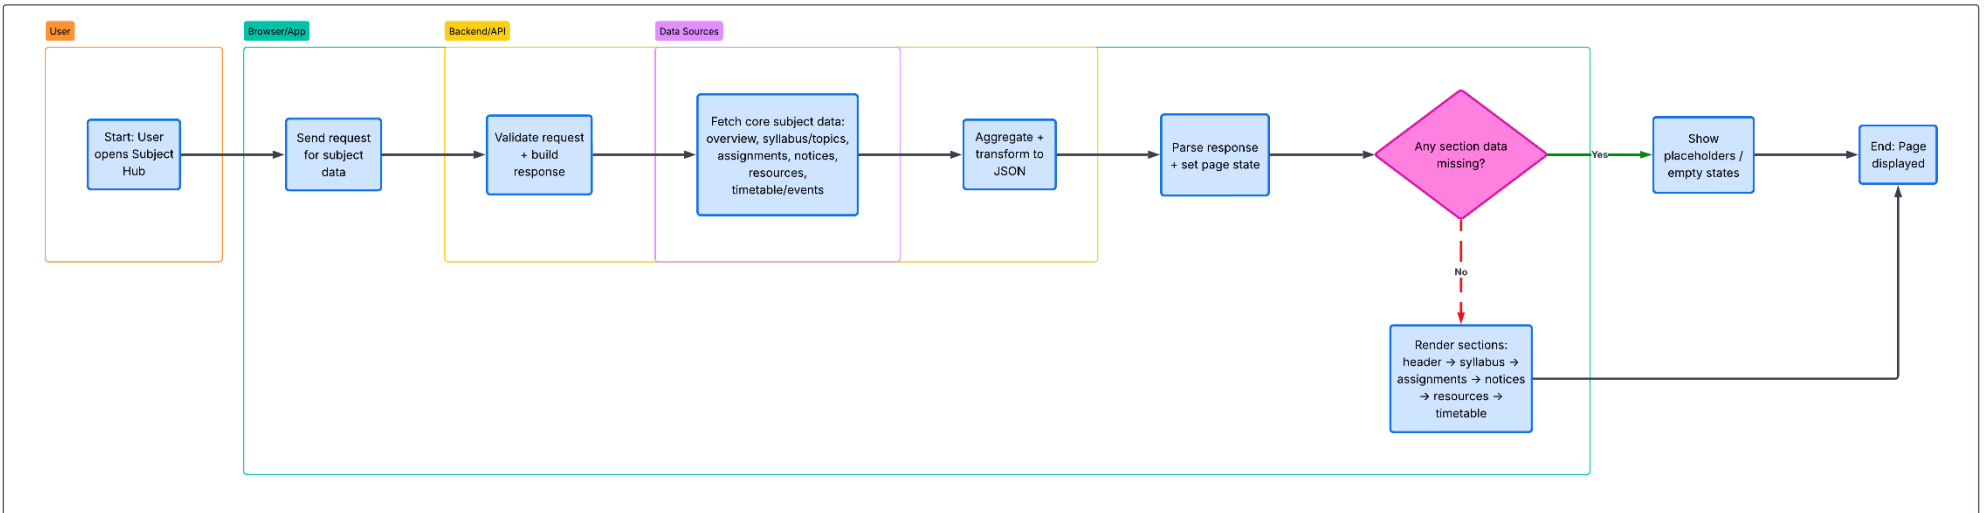 User
Browser/App
Backend/API
Data Sources
Start: User
opens Subject
Hub
Send request
for subject
data
Validate request
+ build
response
Fetch core subject data:
overview, syllabus/topics,
assignments, notices,
resources,
timetable/events
Aggregate +
transform to
JSON
Parse response
+ set page state
Any section data
missing?
Yes
Show
placeholders /
empty states
End: Page
displayed
No
Render sections:
header → syllabus →
assignments → notices
→ resources →
timetable